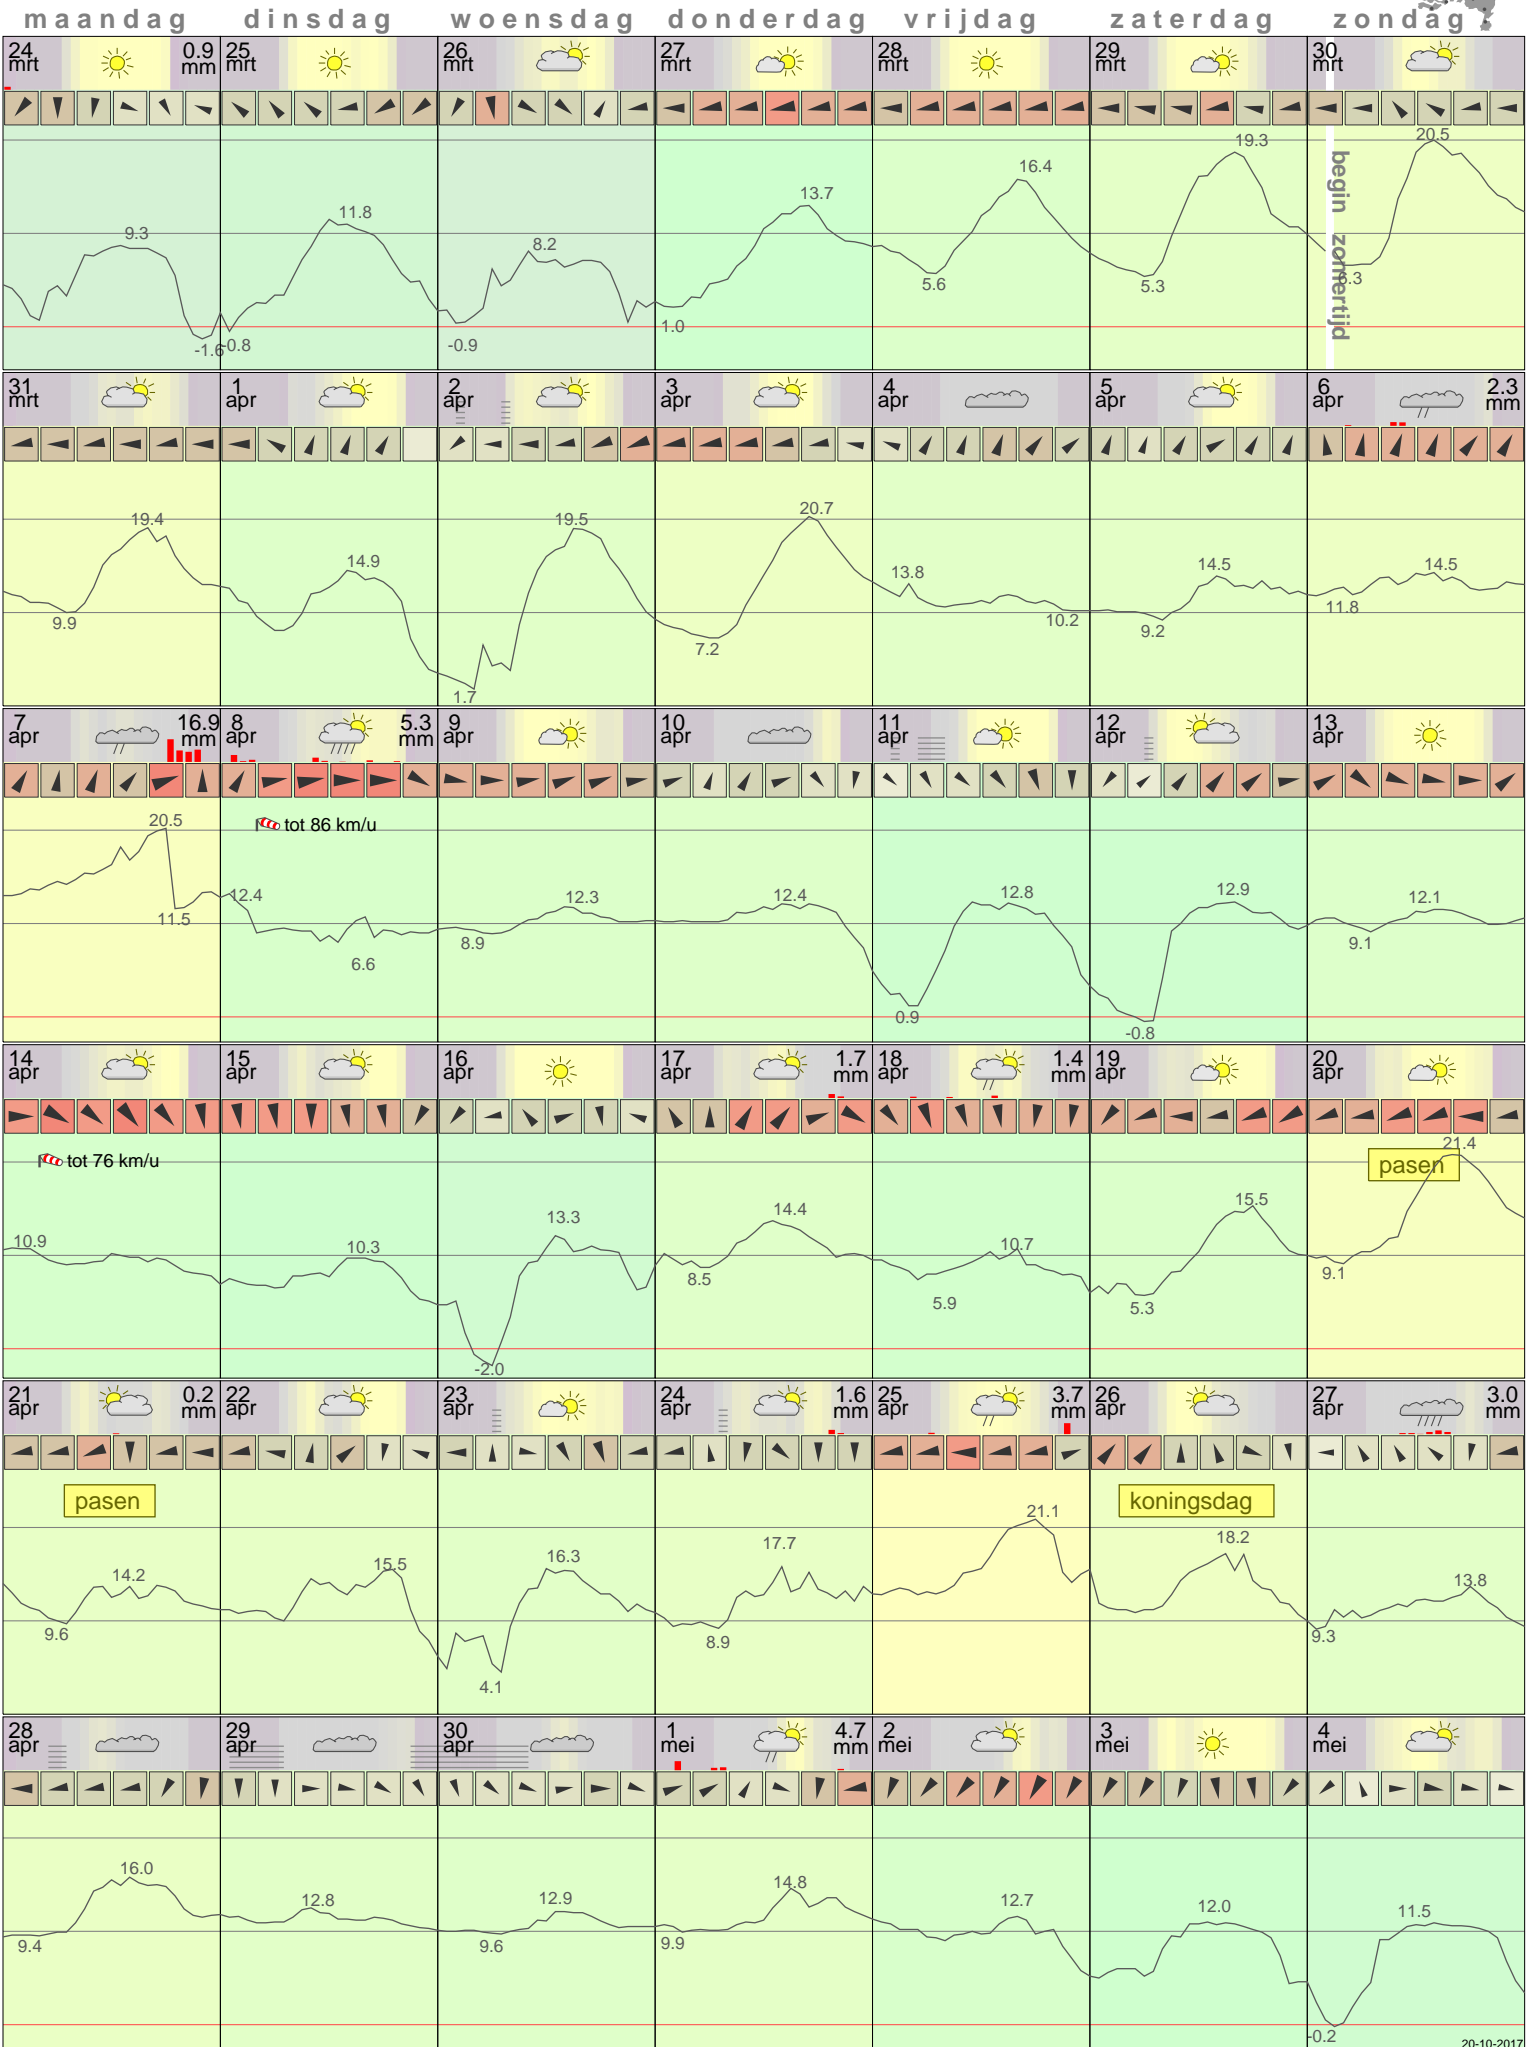 maandag dinsdag woensdag donderdag vrijdag zaterdag zondag
24 mrt 0.9 mm 25 mrt 26 mrt 27 mrt 28 mrt 29 mrt 30 mrt
9.3 -1.6 11.8 -0.8 8.2 -0.9 13.7 1.0 16.4 5.6 19.3 5.3 20.5 6.3
begin zomertijd
31 mrt 1 apr 2 apr 3 apr 4 apr 5 apr 6 apr 2.3 mm
19.4 9.9 14.9 19.5 1.7 20.7 7.2 13.8 10.2 14.5 9.2 14.5 11.8
7 apr 16.9 mm 8 apr 5.3 mm 9 apr 10 apr 11 apr 12 apr 13 apr
tot 86 km/u
20.5 11.5 12.4 6.6 12.3 8.9 12.4 12.8 0.9 12.9 -0.8 12.1 9.1
14 apr 15 apr 16 apr 17 apr 1.7 mm 18 apr 1.4 mm 19 apr 20 apr
tot 76 km/u
pasen
10.9 10.3 13.3 -2.0 14.4 8.5 10.7 5.9 15.5 5.3 21.4 9.1
21 apr 0.2 mm 22 apr 23 apr 24 apr 1.6 mm 25 apr 3.7 mm 26 apr 27 apr 3.0 mm
pasen koningsdag
14.2 9.6 15.5 16.3 4.1 17.7 8.9 21.1 18.2 13.8 9.3
28 apr 29 apr 30 apr 1 mei 4.7 mm 2 mei 3 mei 4 mei
16.0 9.4 12.8 12.9 9.6 14.8 9.9 12.7 12.0 11.5 -0.2
20-10-2017